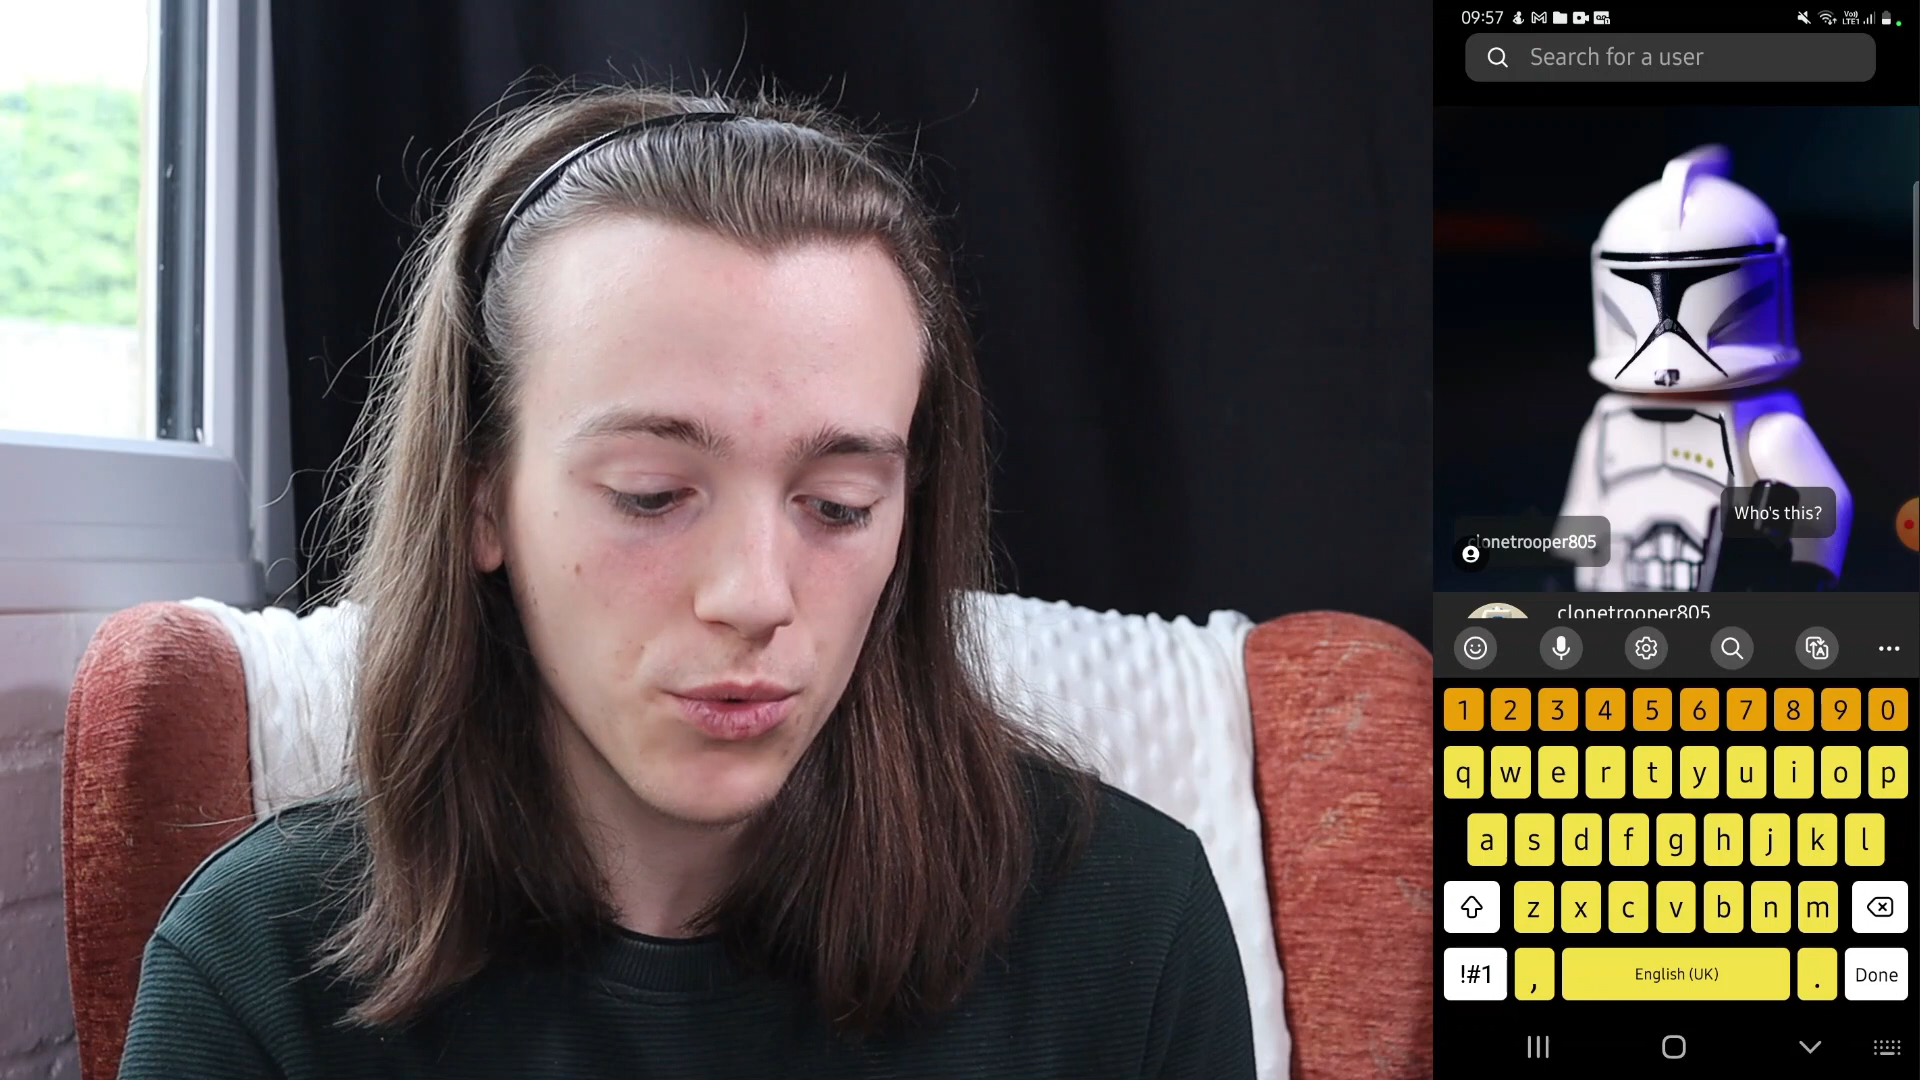 09:57
Search for a user
Who's this?
clonetrooper805
clonetrooper805
1 2 3 4 5 6 7 8 9 0
q w e r t y u i o p
a s d f g h j k l
z x c v b n m
!#1 , English (UK) . Done